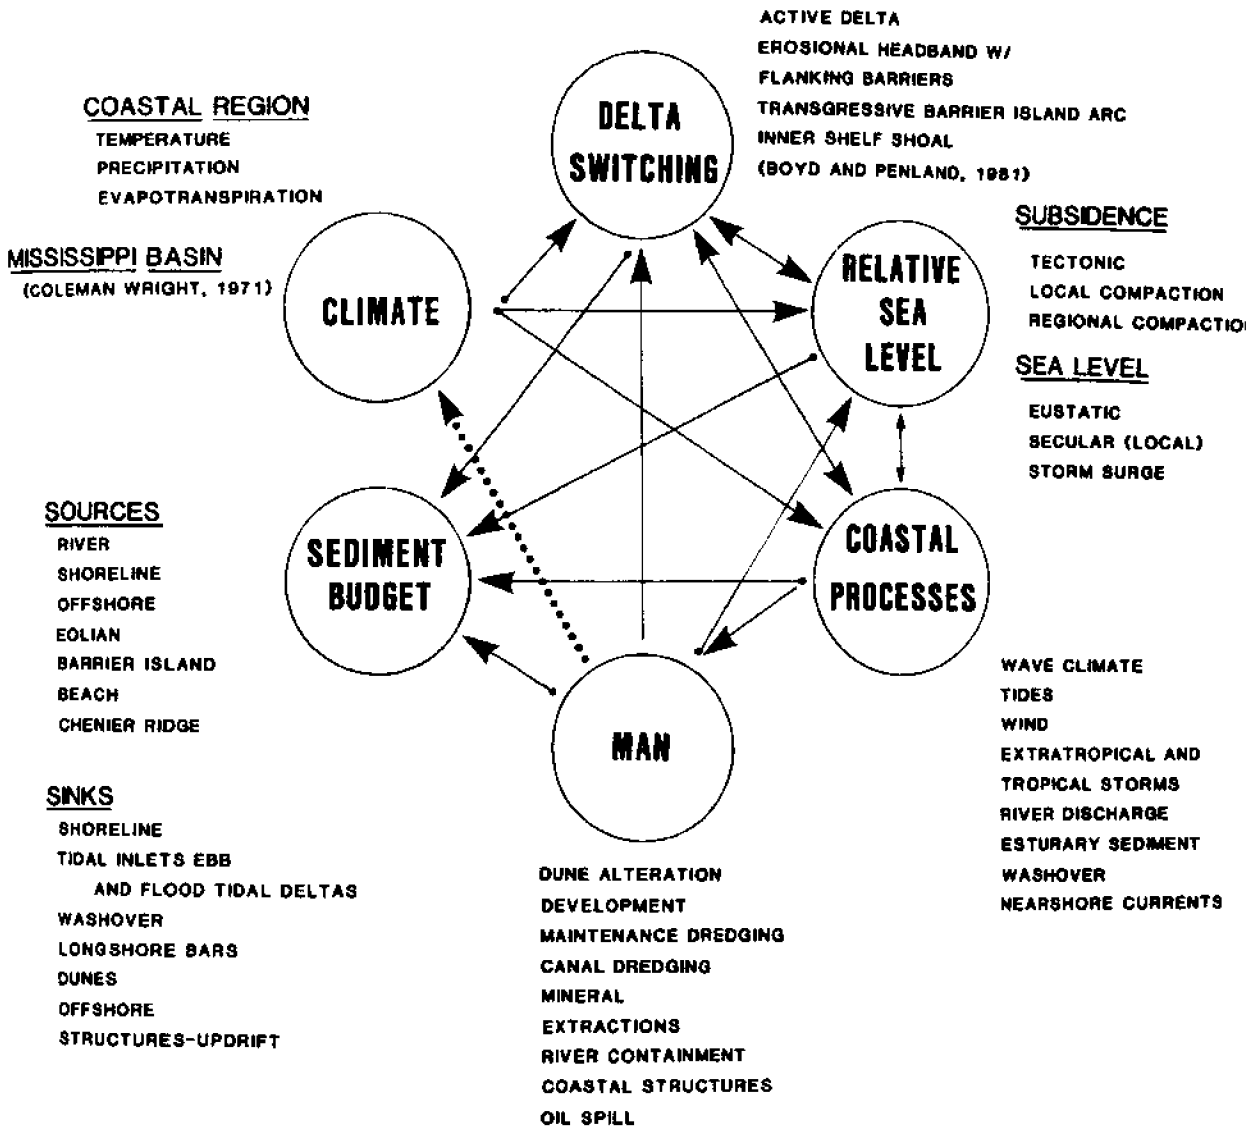 ACTIVE DELTA
EROSIONAL HEADBAND W/
FLANKING BARRIERS
TRANSGRESSIVE BARRIER ISLAND ARC
INNER SHELF SHOAL
(BOYD AND PENLAND, 1981)
DELTA
SWITCHING
COASTAL REGION
TEMPERATURE
PRECIPITATION
EVAPOTRANSPIRATION
MISSISSIPPI BASIN
(COLEMAN WRIGHT, 1971)
CLIMATE
RELATIVE
SEA
LEVEL
SUBSIDENCE
TECTONIC
LOCAL COMPACTION
REGIONAL COMPACTIO
SEA LEVEL
EUSTATIC
SECULAR (LOCAL)
STORM SURGE
SOURCES
RIVER
SHORELINE
OFFSHORE
EOLIAN
BARRIER ISLAND
BEACH
CHENIER RIDGE
SEDIMENT
BUDGET
COASTAL
PROCESSES
WAVE CLIMATE
TIDES
WIND
EXTRATROPICAL AND
TROPICAL STORMS
RIVER DISCHARGE
ESTURARY SEDIMENT
WASHOVER
NEARSHORE CURRENTS
MAN
SINKS
SHORELINE
TIDAL INLETS EBB
AND FLOOD TIDAL DELTAS
WASHOVER
LONGSHORE BARS
DUNES
OFFSHORE
STRUCTURES-UPDRIFT
DUNE ALTERATION
DEVELOPMENT
MAINTENANCE DREDGING
CANAL DREDGING
MINERAL
EXTRACTIONS
RIVER CONTAINMENT
COASTAL STRUCTURES
OIL SPILL